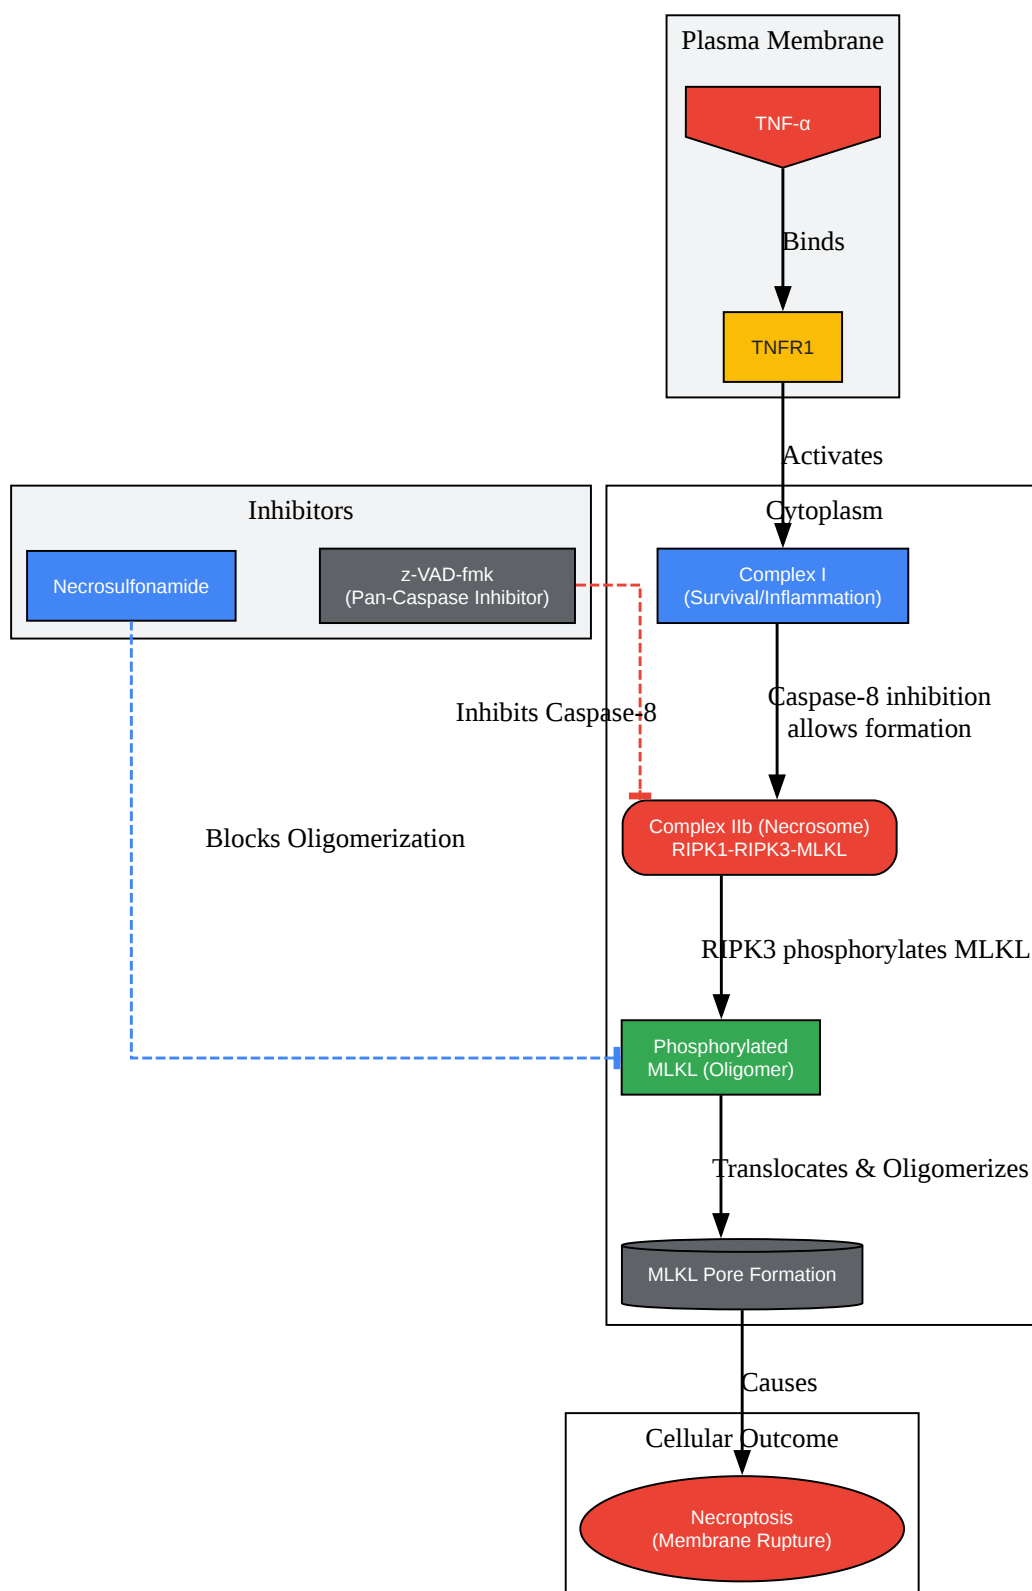 Plasma Membrane
TNF-α
Binds
TNFR1
Activates
Inhibitors
Cytoplasm
Necrosulfonamide
z-VAD-fmk
(Pan-Caspase Inhibitor)
Complex I
(Survival/Inflammation)
Inhibits Caspase-8
Caspase-8 inhibition
allows formation
Blocks Oligomerization
Complex IIb (Necrosome)
RIPK1-RIPK3-MLKL
RIPK3 phosphorylates MLKL
Phosphorylated
MLKL (Oligomer)
Translocates & Oligomerizes
MLKL Pore Formation
Causes
Cellular Outcome
Necroptosis
(Membrane Rupture)